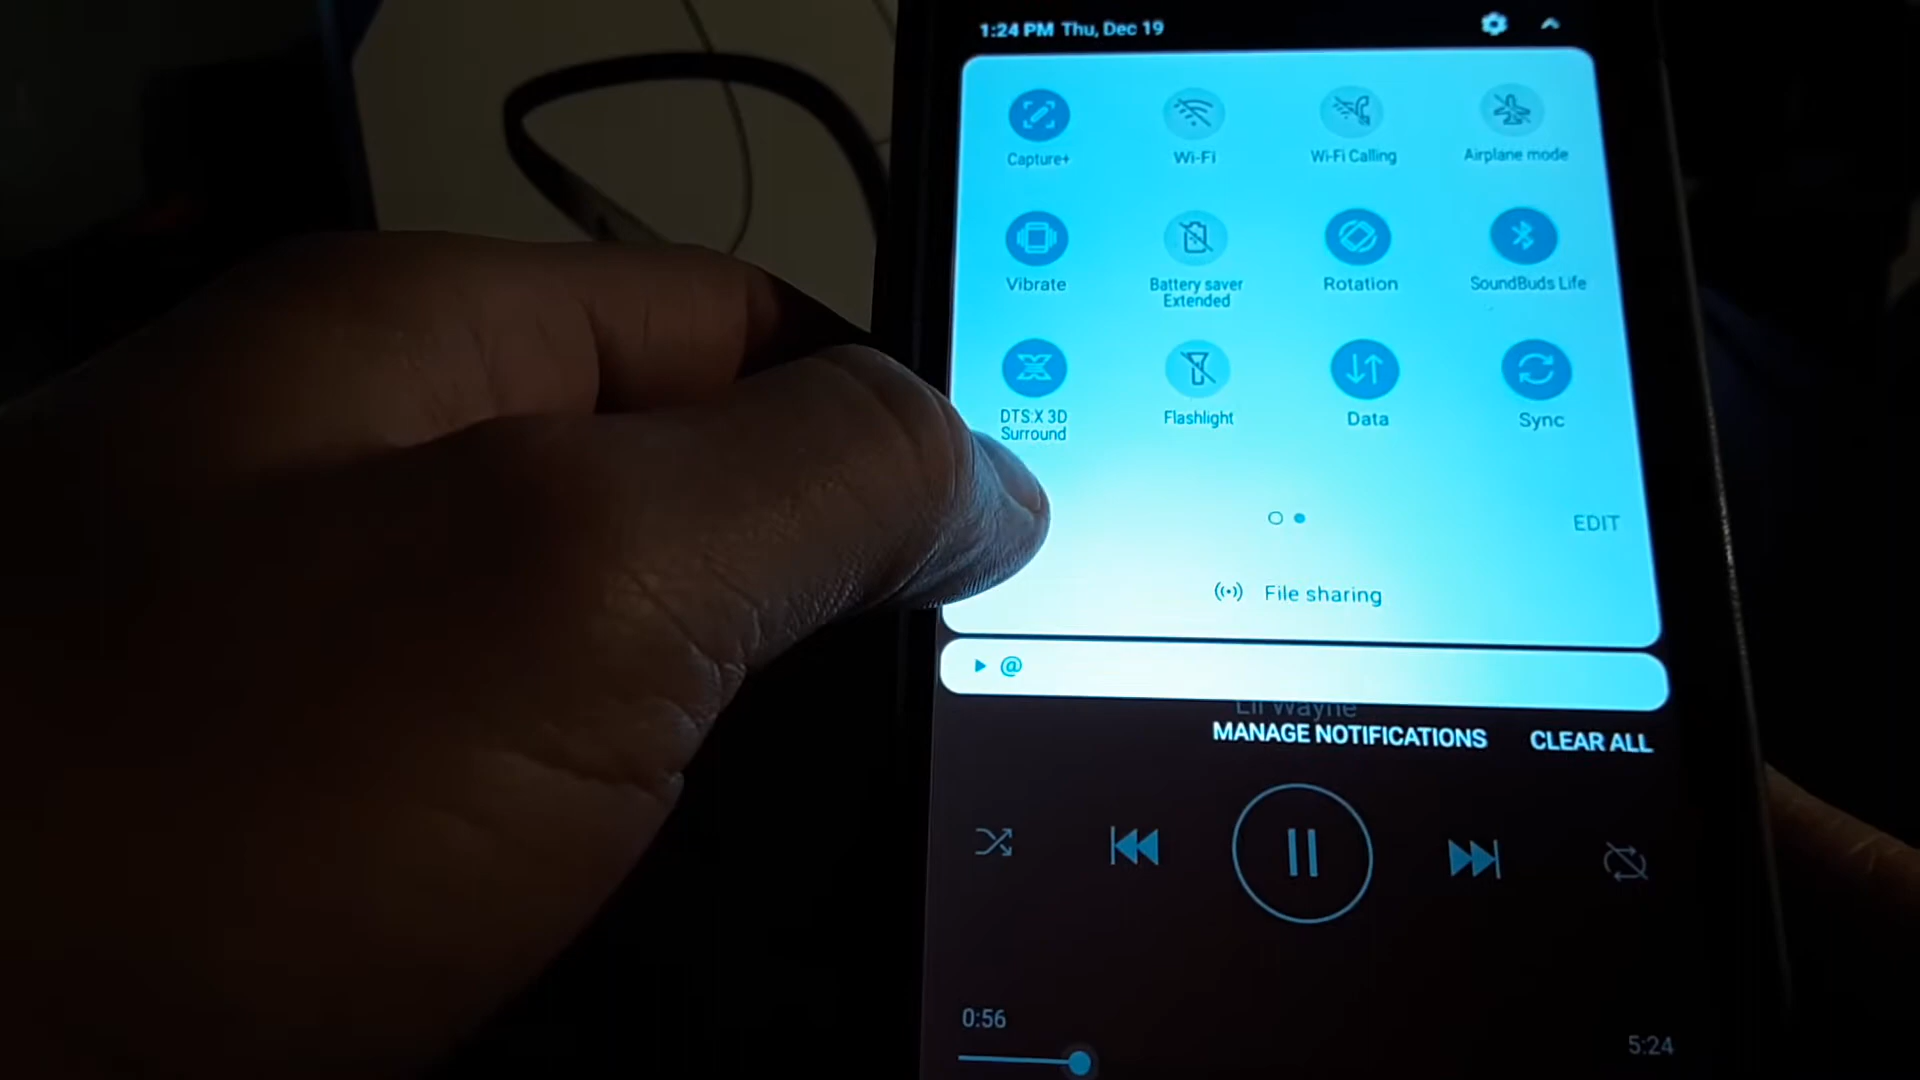 1:24 PM Thu, Dec 19
Capture+
Wi-Fi
Wi-Fi Calling
Airplane mode
Vibrate
Battery saver
Extended
Rotation
SoundBuds Life
DTS:X 3D
Surround
Flashlight
Data
Sync
EDIT
File sharing
@
Lil Wayne
MANAGE NOTIFICATIONS CLEAR ALL
0:56
5:24